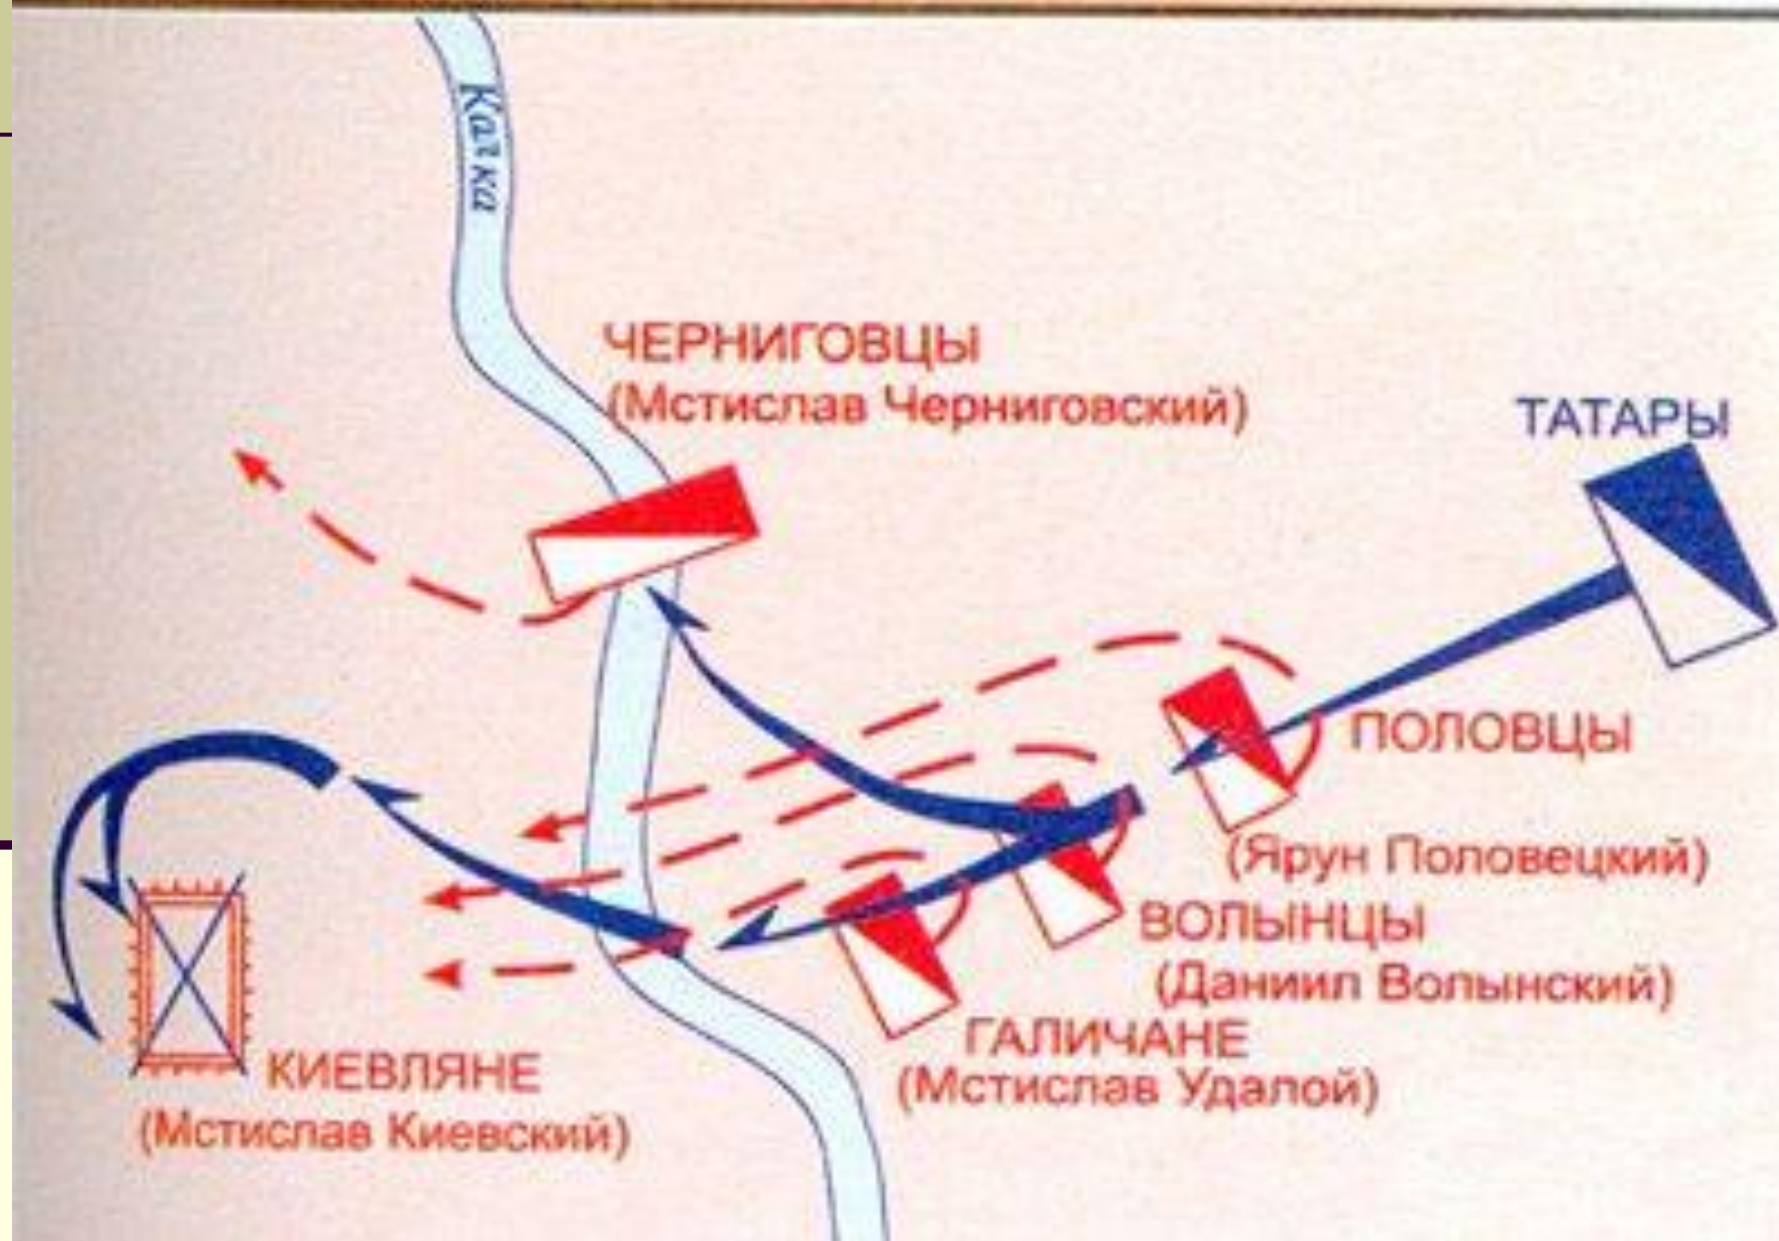 Калка
ЧЕРНИГОВЦЫ
(Мстислав Черниговский)
ТАТАРЫ
ПОЛОВЦЫ
(Ярун Половецкий)
ВОЛЫНЦЫ
(Даниил Волынский)
ГАЛИЧАНЕ
(Мстислав Удалой)
КИЕВЛЯНЕ
(Мстислав Киевский)